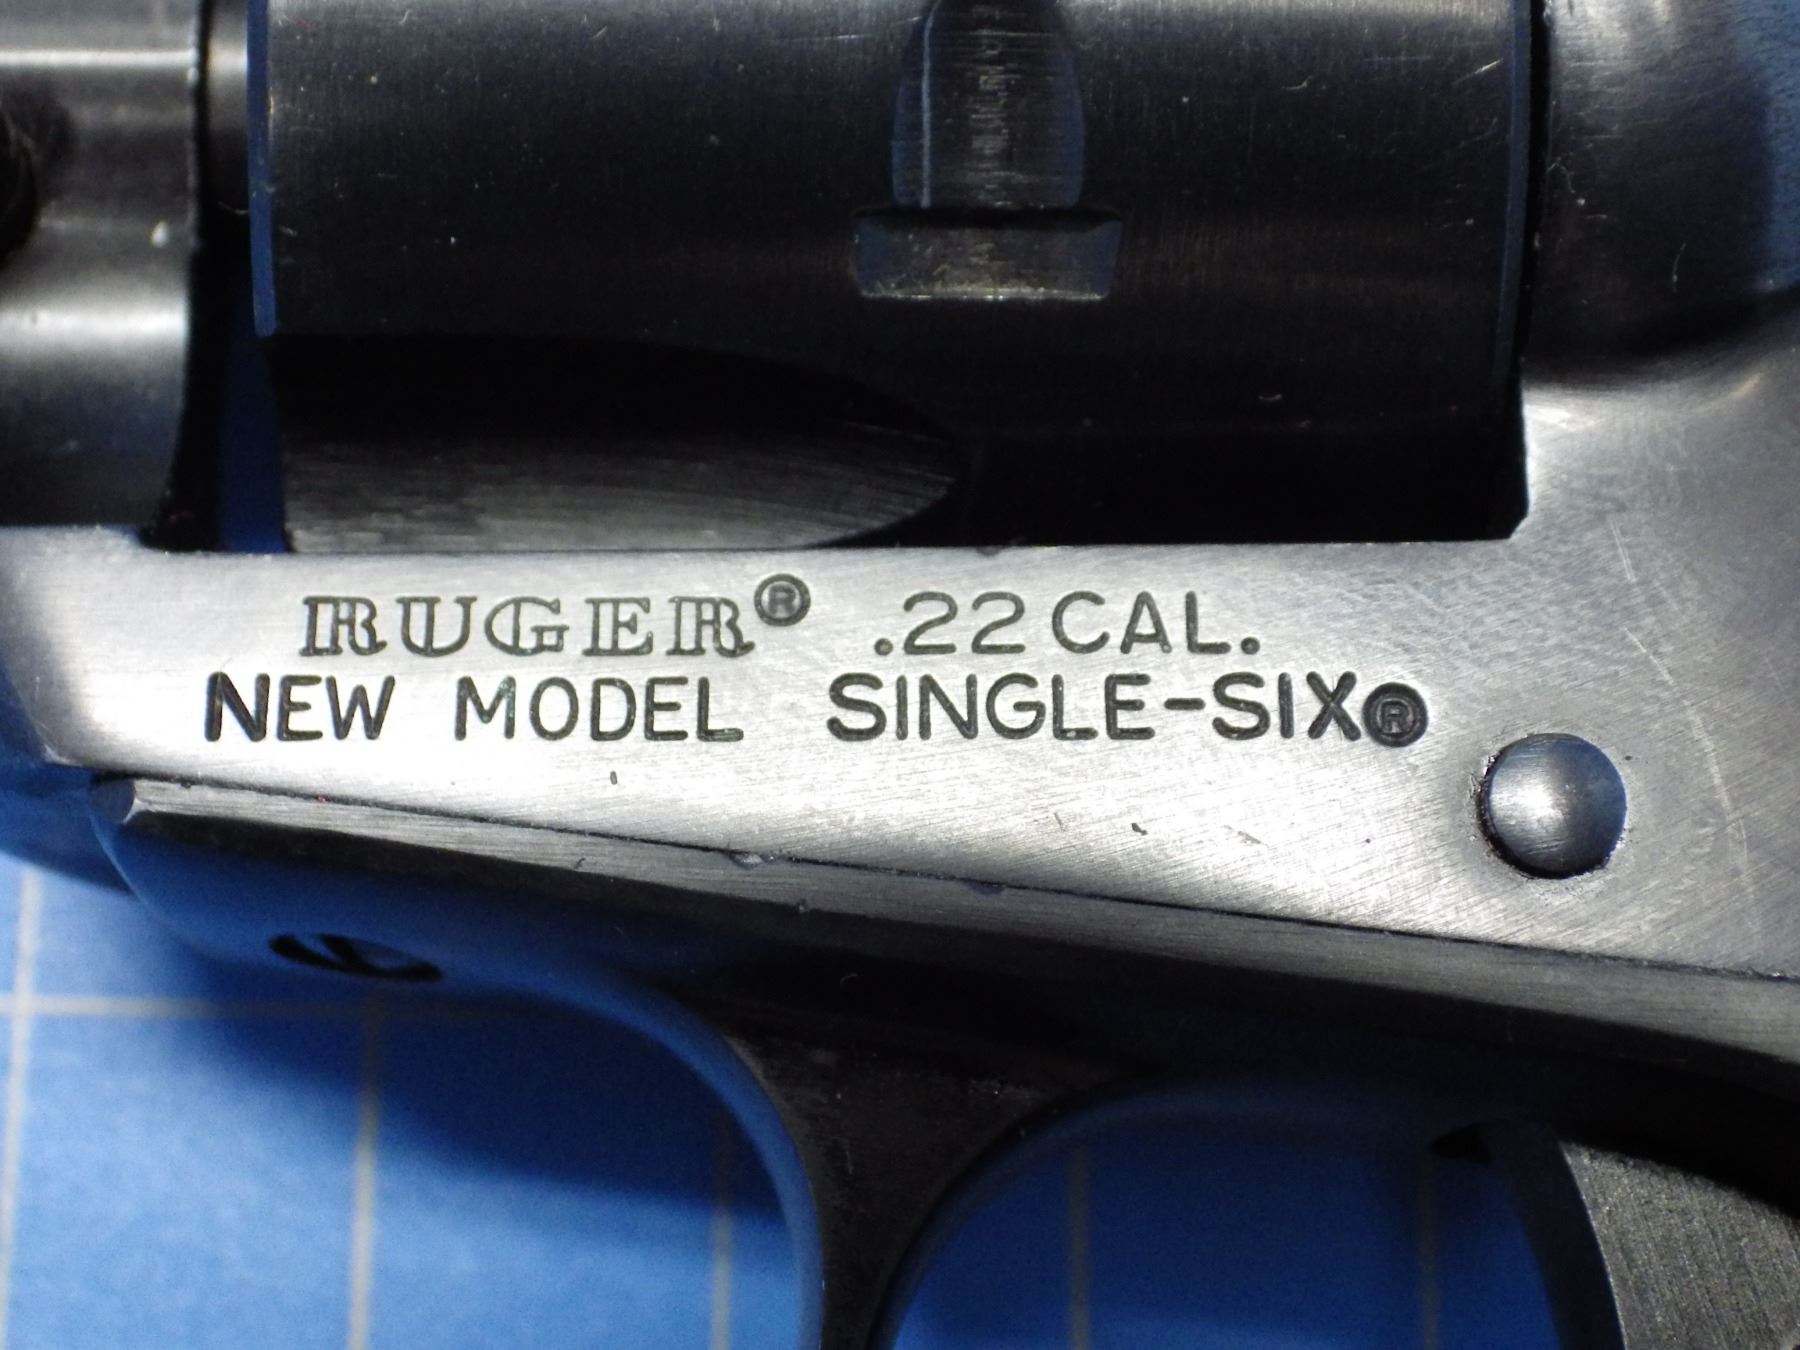 RUGER® .22 CAL.
NEW MODEL SINGLE-SIX®